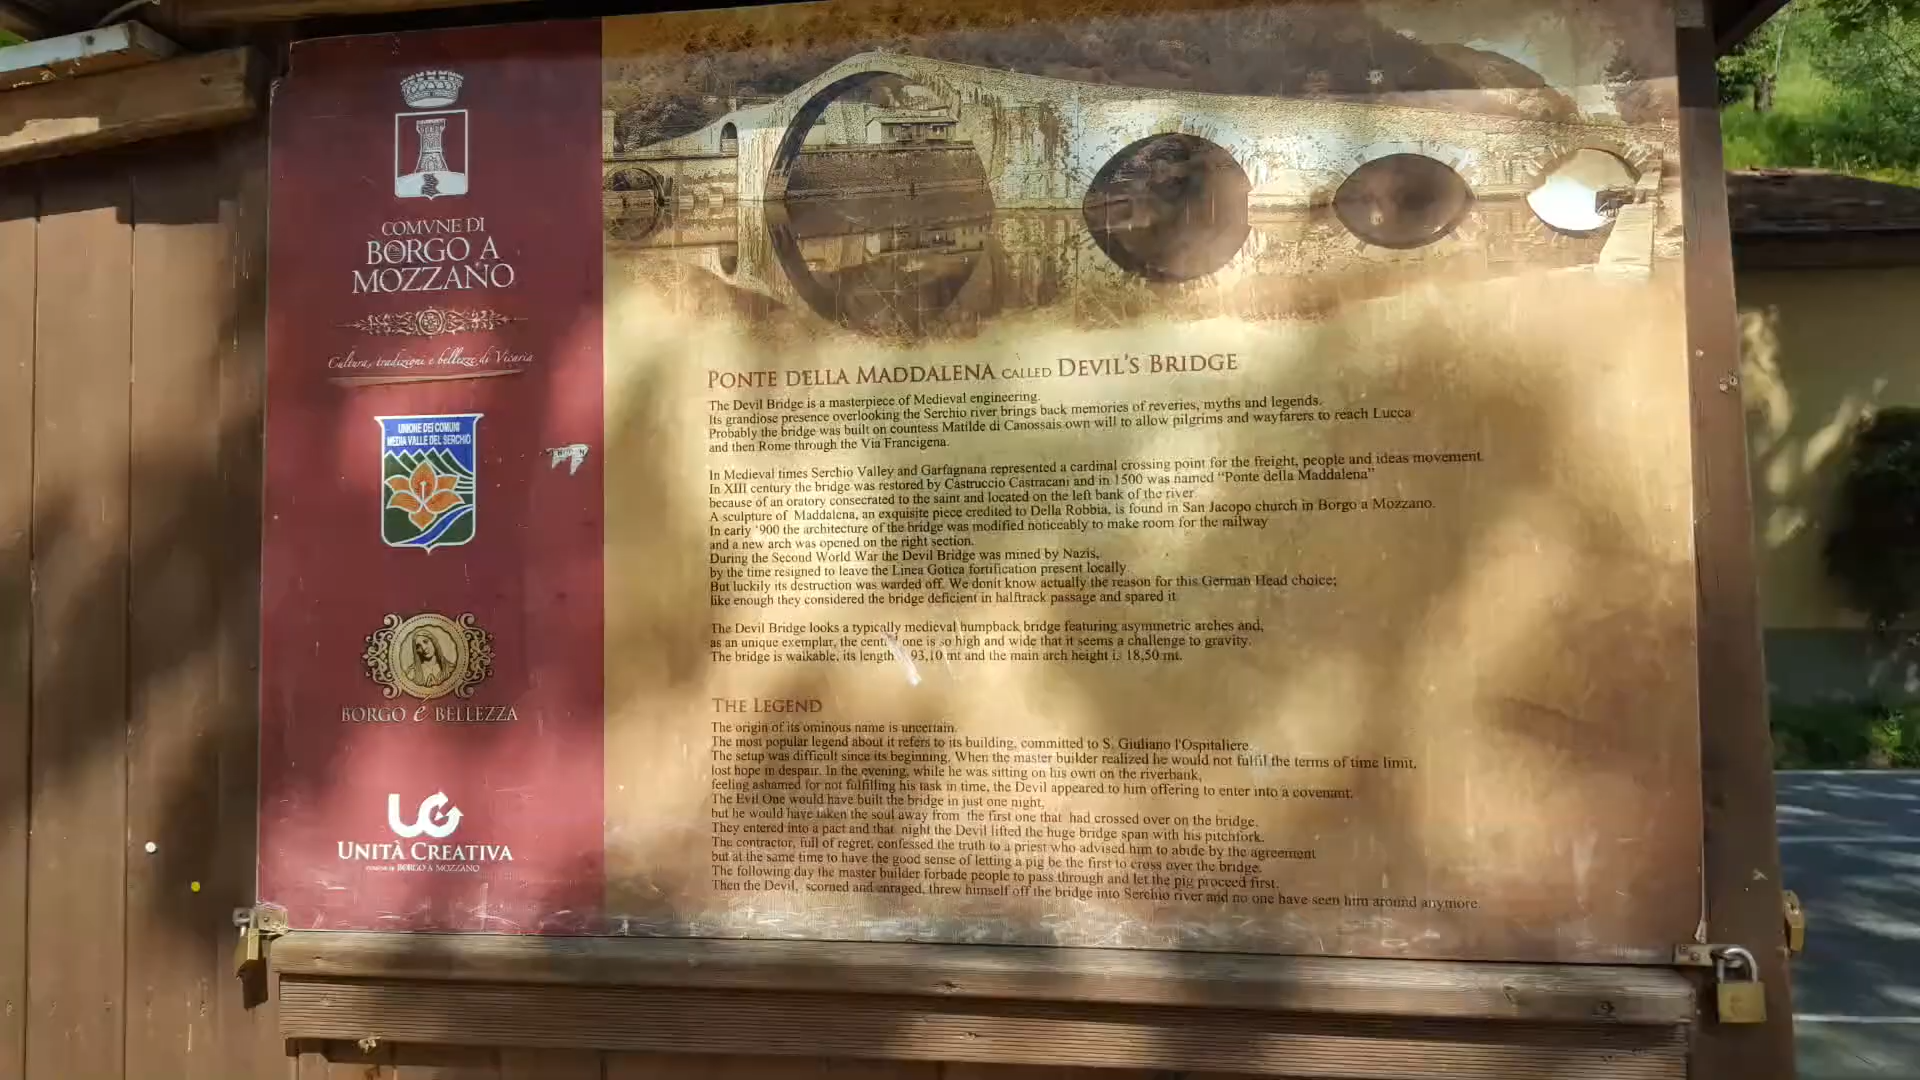 COMVNE DI
BORGO A
MOZZANO
Cultura, tradizioni e bellezze di Vicaria
UNIONE DEI COMUNI
MEDIA VALLE DEL SERCHIO
BORGO è BELLEZZA
UNITÀ CREATIVA
BORGO A MOZZANO
PONTE DELLA MADDALENA CALLED DEVIL'S BRIDGE
The Devil Bridge is a masterpiece of Medieval engineering.
Its grandiose presence overlooking the Serchio river brings back memories of reveries, myths and legends.
Probably the bridge was built on countess Matilde di Canossais own will to allow pilgrims and wayfarers to reach Lucca
and then Rome through the Via Francigena.
In Medieval times Serchio Valley and Garfagnana represented a cardinal crossing point for the freight, people and ideas movement.
In XIII century the bridge was restored by Castruccio Castracani and in 1500 was named "Ponte della Maddalena"
because of an oratory consecrated to the saint and located on the left bank of the river.
A sculpture of Maddalena, an exquisite piece credited to Della Robbia, is found in San Jacopo church in Borgo a Mozzano.
In early '900 the architecture of the bridge was modified noticeably to make room for the railway
and a new arch was opened on the right section.
During the Second World War the Devil Bridge was mined by Nazis,
by the time resigned to leave the Linea Gotica fortification present locally.
But luckily its destruction was warded off. We donit know actually the reason for this German Head choice;
like enough they considered the bridge deficient in halftrack passage and spared it
The Devil Bridge looks a typically medieval humpback bridge featuring asymmetric arches and,
as an unique exemplar, the one is so high and wide that it seems a challenge to gravity.
The bridge is walkable, its length 93,10 mt and the main arch height is 18,50 mt.
THE LEGEND
The origin of its ominous name is uncertain.
The most popular legend about it refers to its building, committed to S. Giuliano l'Ospitaliere.
The setup was difficult since its beginning. When the master builder realized he would not fulfil the terms of time limit,
lost hope in despair. In the evening, while he was sitting on his own on the riverbank,
feeling ashamed for not fulfilling his task in time, the Devil appeared to him offering to enter into a covenant.
The Evil One would have built the bridge in just one night,
but he would have taken the soul away from the first one that had crossed over on the bridge.
They entered into a pact and that night the Devil lifted the huge bridge span with his pitchfork.
The contractor, full of regret, confessed the truth to a priest who advised him to abide by the agreement
but at the same time to have the good sense of letting a pig be the first to cross over the bridge.
The following day the master builder forbade people to pass through and let the pig proceed first.
Then the Devil, scorned and enraged, threw himself off the bridge into Serchio river and no one have seen him around anymore.